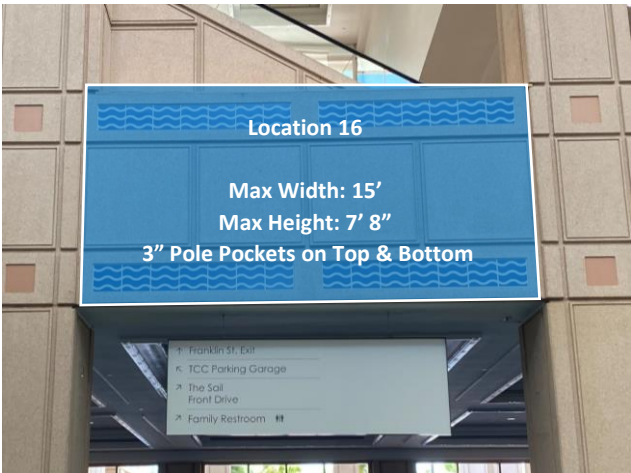 Location 16
Max Width: 15’
Max Height: 7’ 8”
3” Pole Pockets on Top & Bottom
↑ Franklin St. Exit
↖ TCC Parking Garage
↗ The Sail
Front Drive
↗ Family Restroom